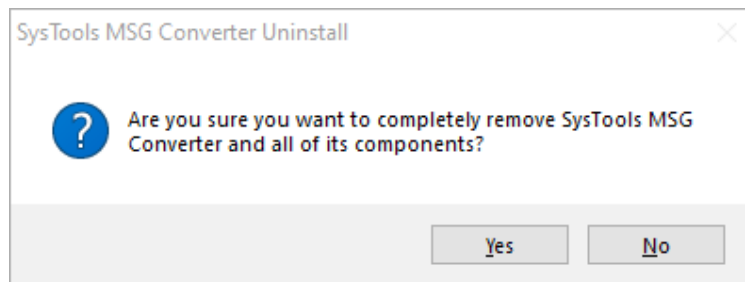 SysTools MSG Converter Uninstall
?
Are you sure you want to completely remove SysTools MSG
Converter and all of its components?
Yes
No